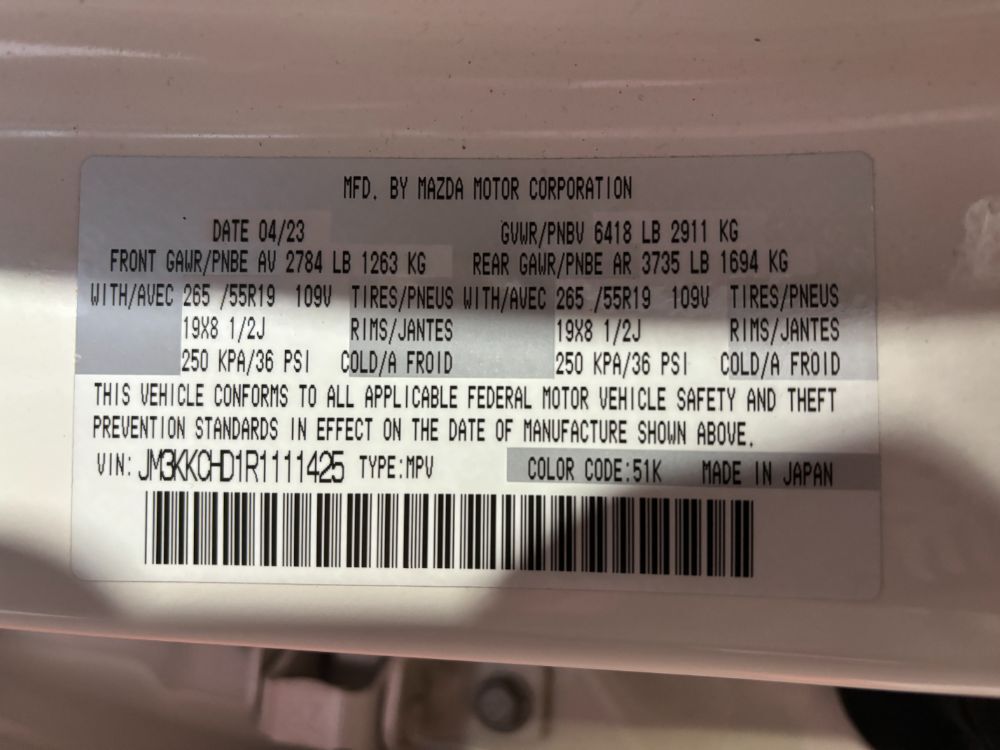 MFD. BY MAZDA MOTOR CORPORATION
DATE 04/23 GVWR/PNBV 6418 LB 2911 KG
FRONT GAWR/PNBE AV 2784 LB 1263 KG REAR GAWR/PNBE AR 3735 LB 1694 KG
WITH/AVEC 265 /55R19 109V TIRES/PNEUS WITH/AVEC 265 /55R19 109V TIRES/PNEUS
19X8 1/2J RIMS/JANTES 19X8 1/2J RIMS/JANTES
250 KPA/36 PSI COLD/A FROID 250 KPA/36 PSI COLD/A FROID
THIS VEHICLE CONFORMS TO ALL APPLICABLE FEDERAL MOTOR VEHICLE SAFETY AND THEFT
PREVENTION STANDARDS IN EFFECT ON THE DATE OF MANUFACTURE SHOWN ABOVE.
VIN: JM3KKCHD1R1111425 TYPE:MPV COLOR CODE:51K MADE IN JAPAN